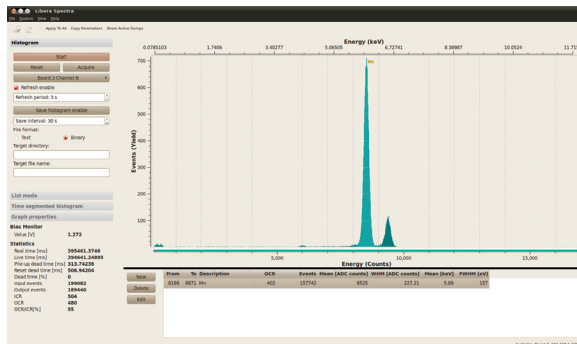 Libera Spectra
File System View Help
Apply To All Copy Parameters Show Active Dumps
Histogram
Start
Reset Acquire
Board:3 Channel B
Refresh enable
Refresh period: 3 s
Save histogram enable
Save interval: 30 s
File format:
Text Binary
Target directory:
Target file name:
List mode
Time segmented histogram
Graph properties
Bias Monitor
Value [V] 1.272
Statistics
Real time [ms] 395461.3746
Live time [ms] 394641.24893
Pile-up dead time [ms] 313.74236
Reset dead time [ms] 506.94204
Dead time [%] 0
Input events 199082
Output events 189440
ICR 504
OCR 480
OCR/ICR[%] 95
Energy (keV)
0.0785103 1.7406 3.40277 5.06505 6.72741 8.38987 10.0524 11.71
Events (Yield)
700
600
500
400
300
200
100
Mn
5,000 10,000 15,000
Energy (Counts)
New
Delete
Edit
From To Description OCR Events Mean [ADC counts] WHM [ADC counts] Mean [keV] FWHM [eV]
8188 8871 Mn 402 157742 8525 227.21 5.89 157